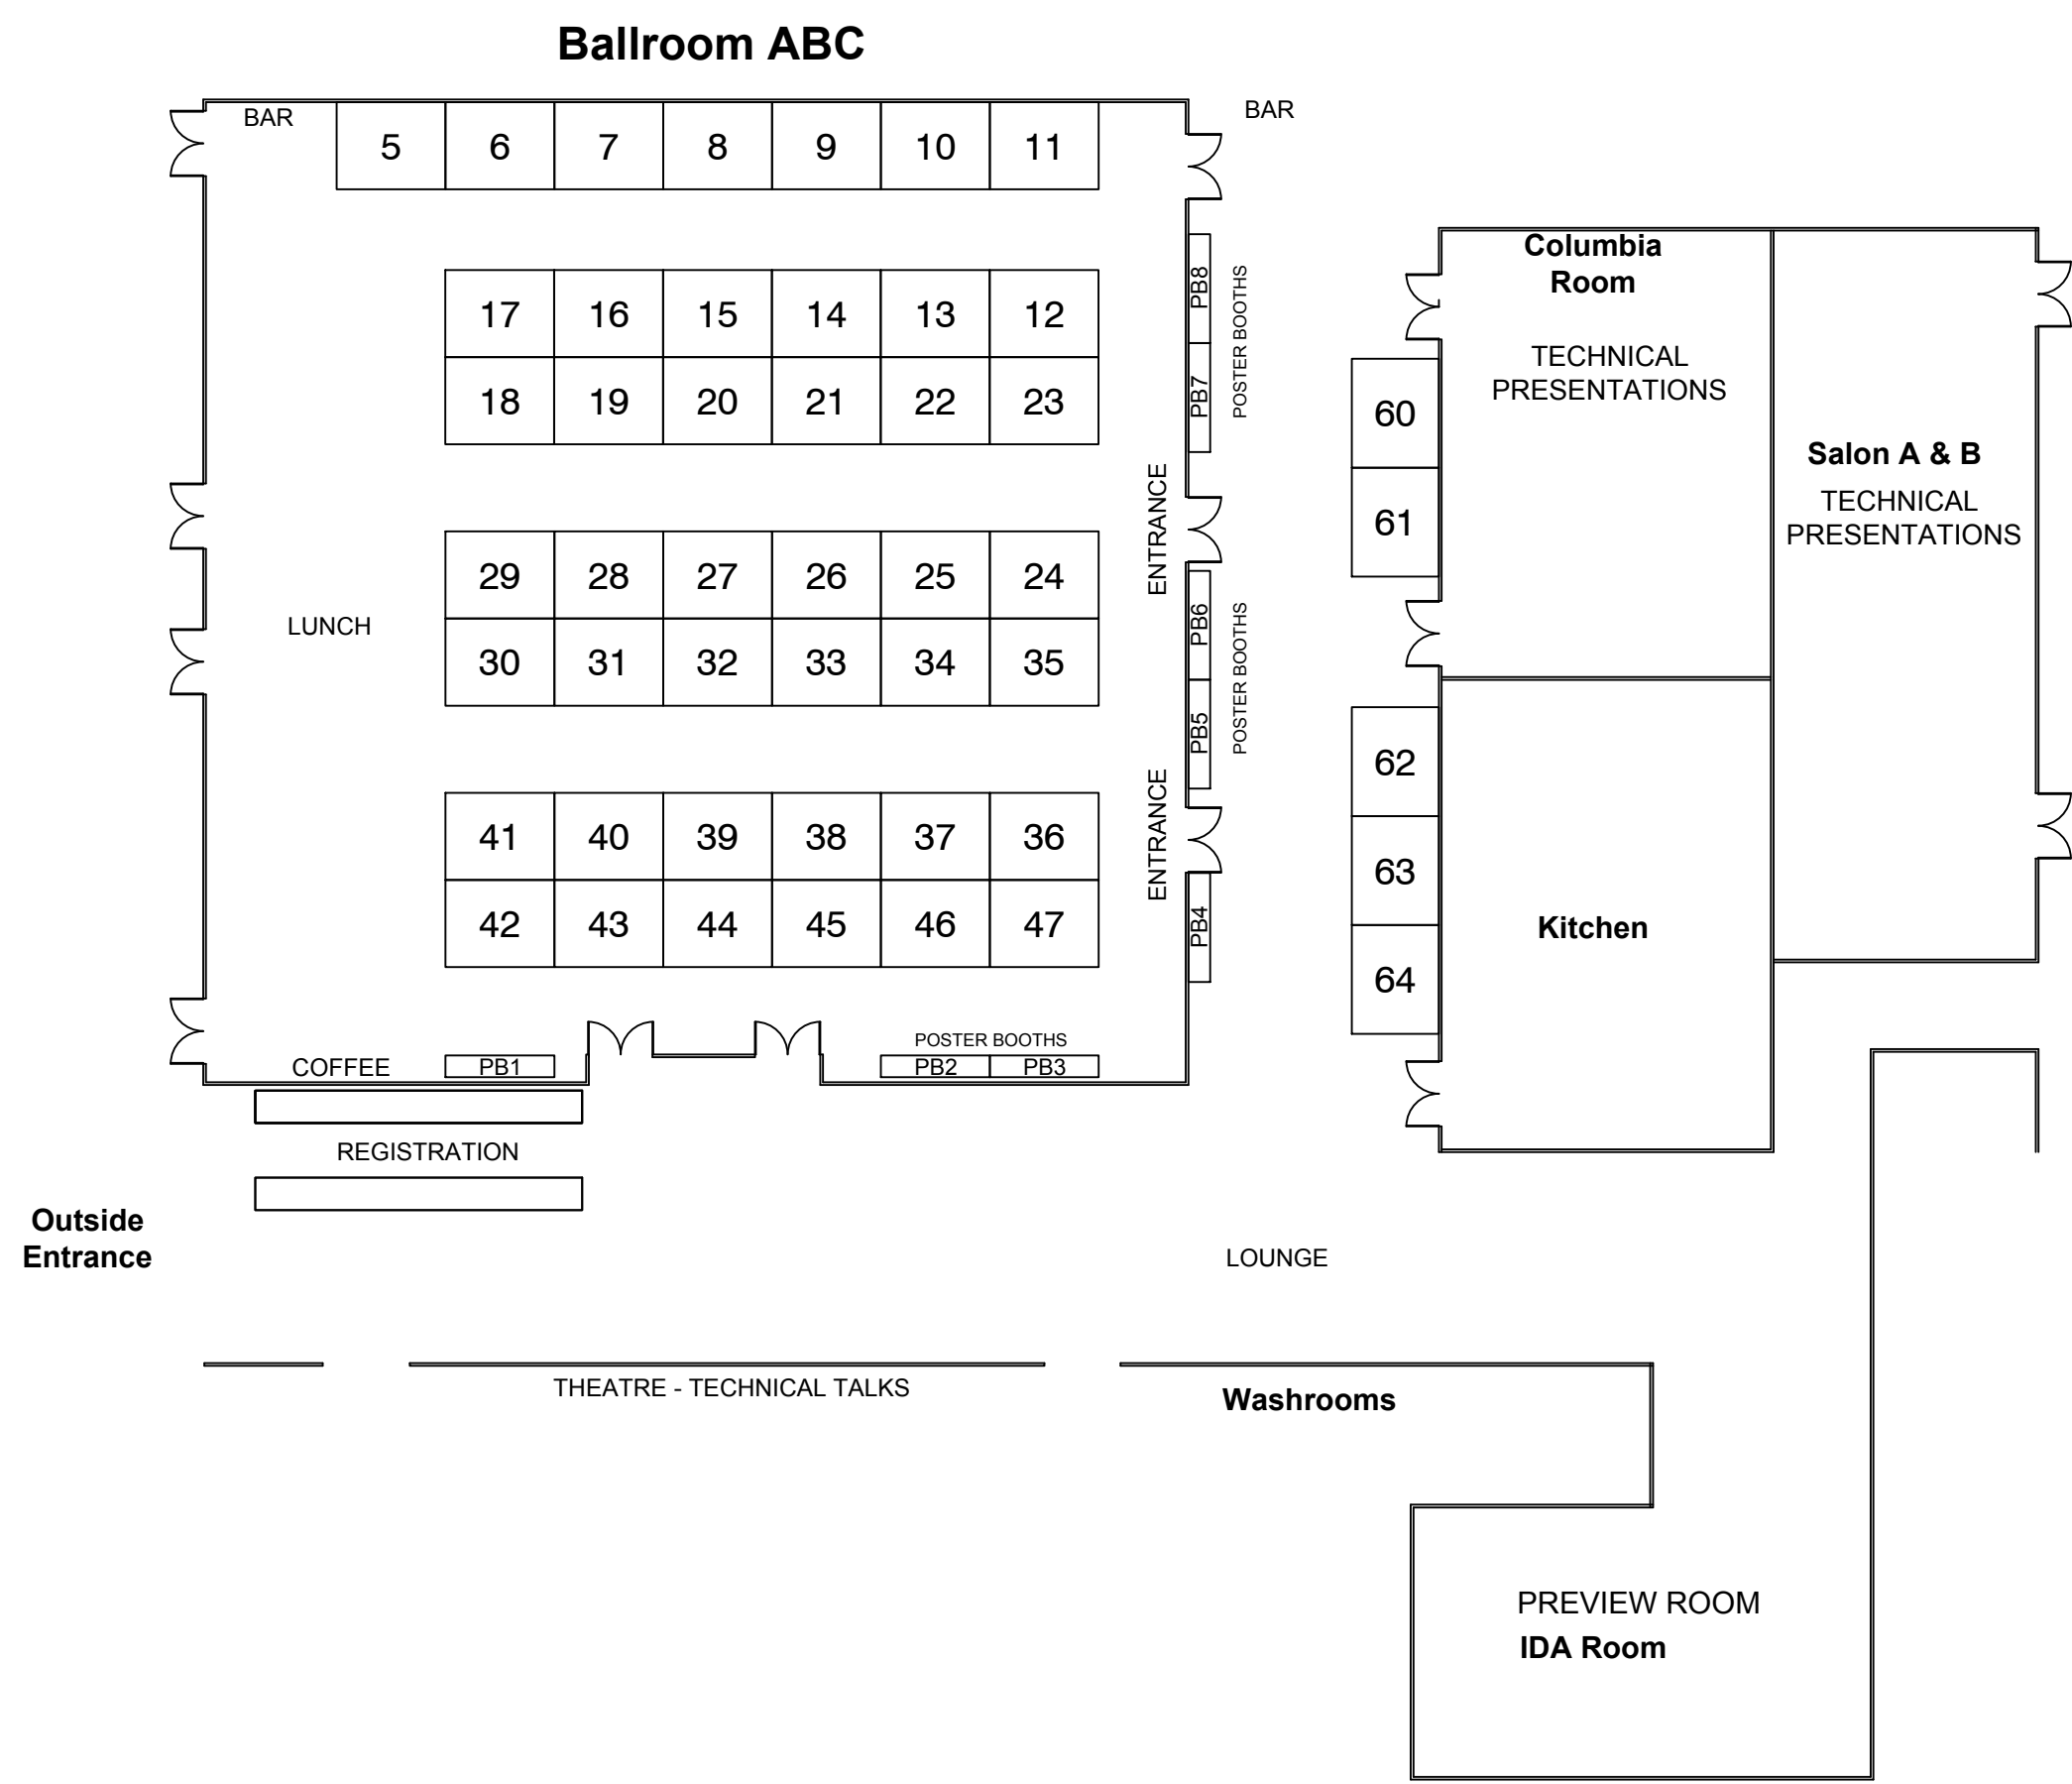 Ballroom ABC
BAR
BAR
5 6 7 8 9 10 11
17 16 15 14 13 12
18 19 20 21 22 23
29 28 27 26 25 24
30 31 32 33 34 35
41 40 39 38 37 36
42 43 44 45 46 47
LUNCH
ENTRANCE
ENTRANCE
PB8
PB7
POSTER BOOTHS
PB6
PB5
POSTER BOOTHS
PB4
POSTER BOOTHS
COFFEE
PB1
PB2 PB3
REGISTRATION
60
61
62
63
64
Columbia
Room
TECHNICAL
PRESENTATIONS
Salon A & B
TECHNICAL
PRESENTATIONS
Kitchen
Outside
Entrance
LOUNGE
THEATRE - TECHNICAL TALKS
Washrooms
PREVIEW ROOM
IDA Room